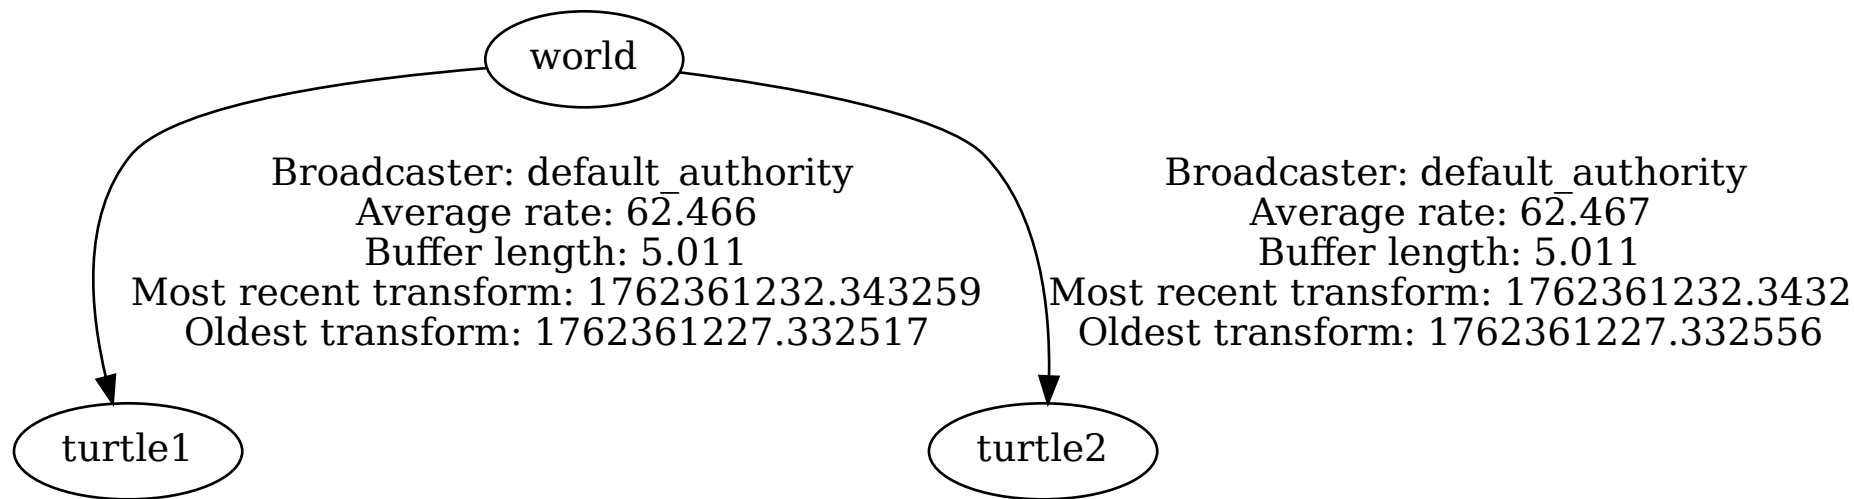 world
Broadcaster: default_authority
Average rate: 62.466
Buffer length: 5.011
Most recent transform: 1762361232.343259
Oldest transform: 1762361227.332517
Broadcaster: default_authority
Average rate: 62.467
Buffer length: 5.011
Most recent transform: 1762361232.3432
Oldest transform: 1762361227.332556
turtle1
turtle2